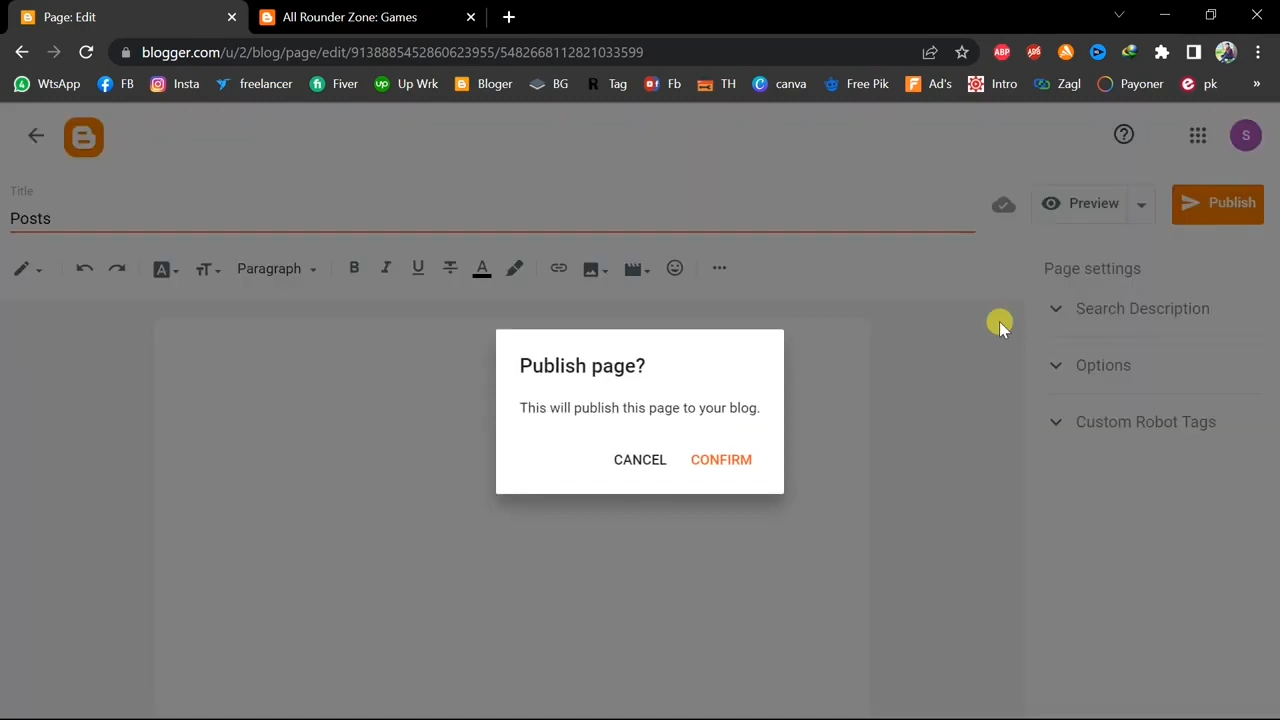 Page: Edit
All Rounder Zone: Games
blogger.com/u/2/blog/page/edit/9138885452860623955/5482668112821033599
WtsApp FB Insta freelancer Fiver Up Wrk Bloger BG Tag Fb TH canva Free Pik Ad's Intro Zagl Payoner pk »
S
Title
Posts
Preview
Publish
Paragraph
Page settings
Search Description
Options
Custom Robot Tags
Publish page?
This will publish this page to your blog.
CANCEL CONFIRM